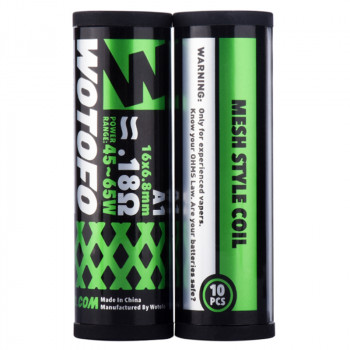 WOTOFO
≈ .18Ω
POWER
RANGE: 45~65W
16x6.8mm
A1
.COM
Made in China
Manufactured By Wotofo
WARNING:
Only for experienced vapers.
Know your OHMS Law. Are your batteries safe?
MESH STYLE COIL
10
PCS